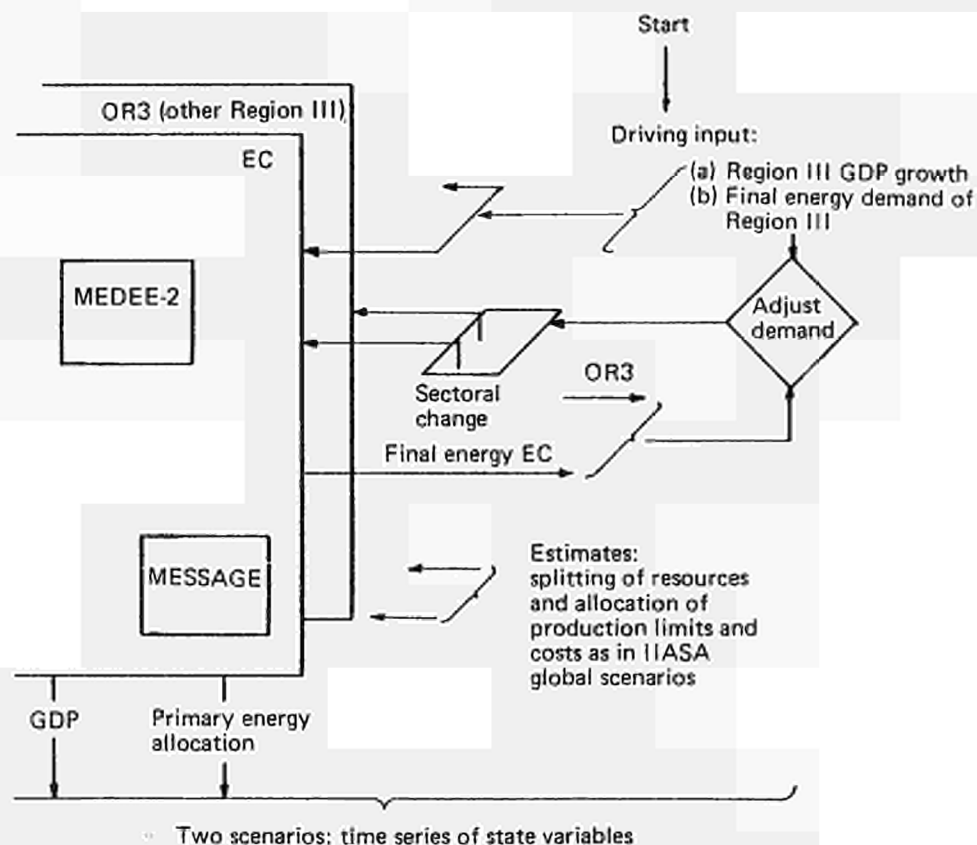 Start
OR3 (other Region III)
Driving input:
EC
(a) Region III GDP growth
(b) Final energy demand of
Region III
MEDEE-2
Adjust
demand
OR3
Sectoral
change
Final energy EC
Estimates:
splitting of resources
and allocation of
production limits and
costs as in IIASA
global scenarios
MESSAGE
GDP
Primary energy
allocation
Two scenarios: time series of state variables